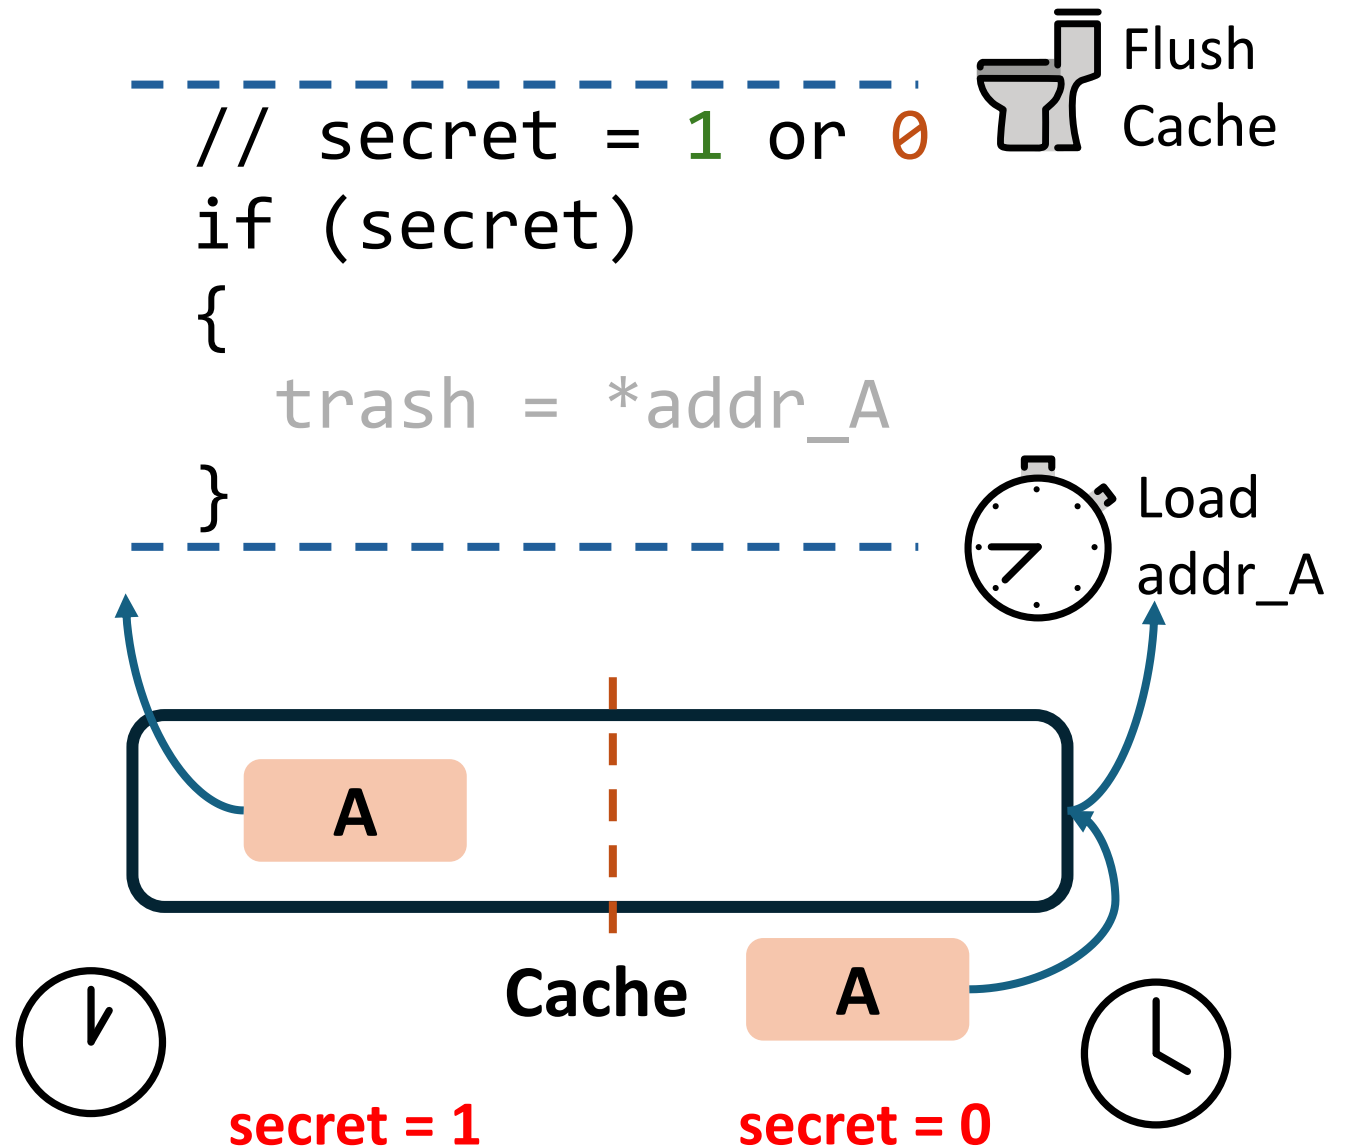 Flush
Cache
// secret = 1 or 0
if (secret)
{
trash = *addr_A
}
Load
addr_A
A
Cache
A
secret = 1
secret = 0